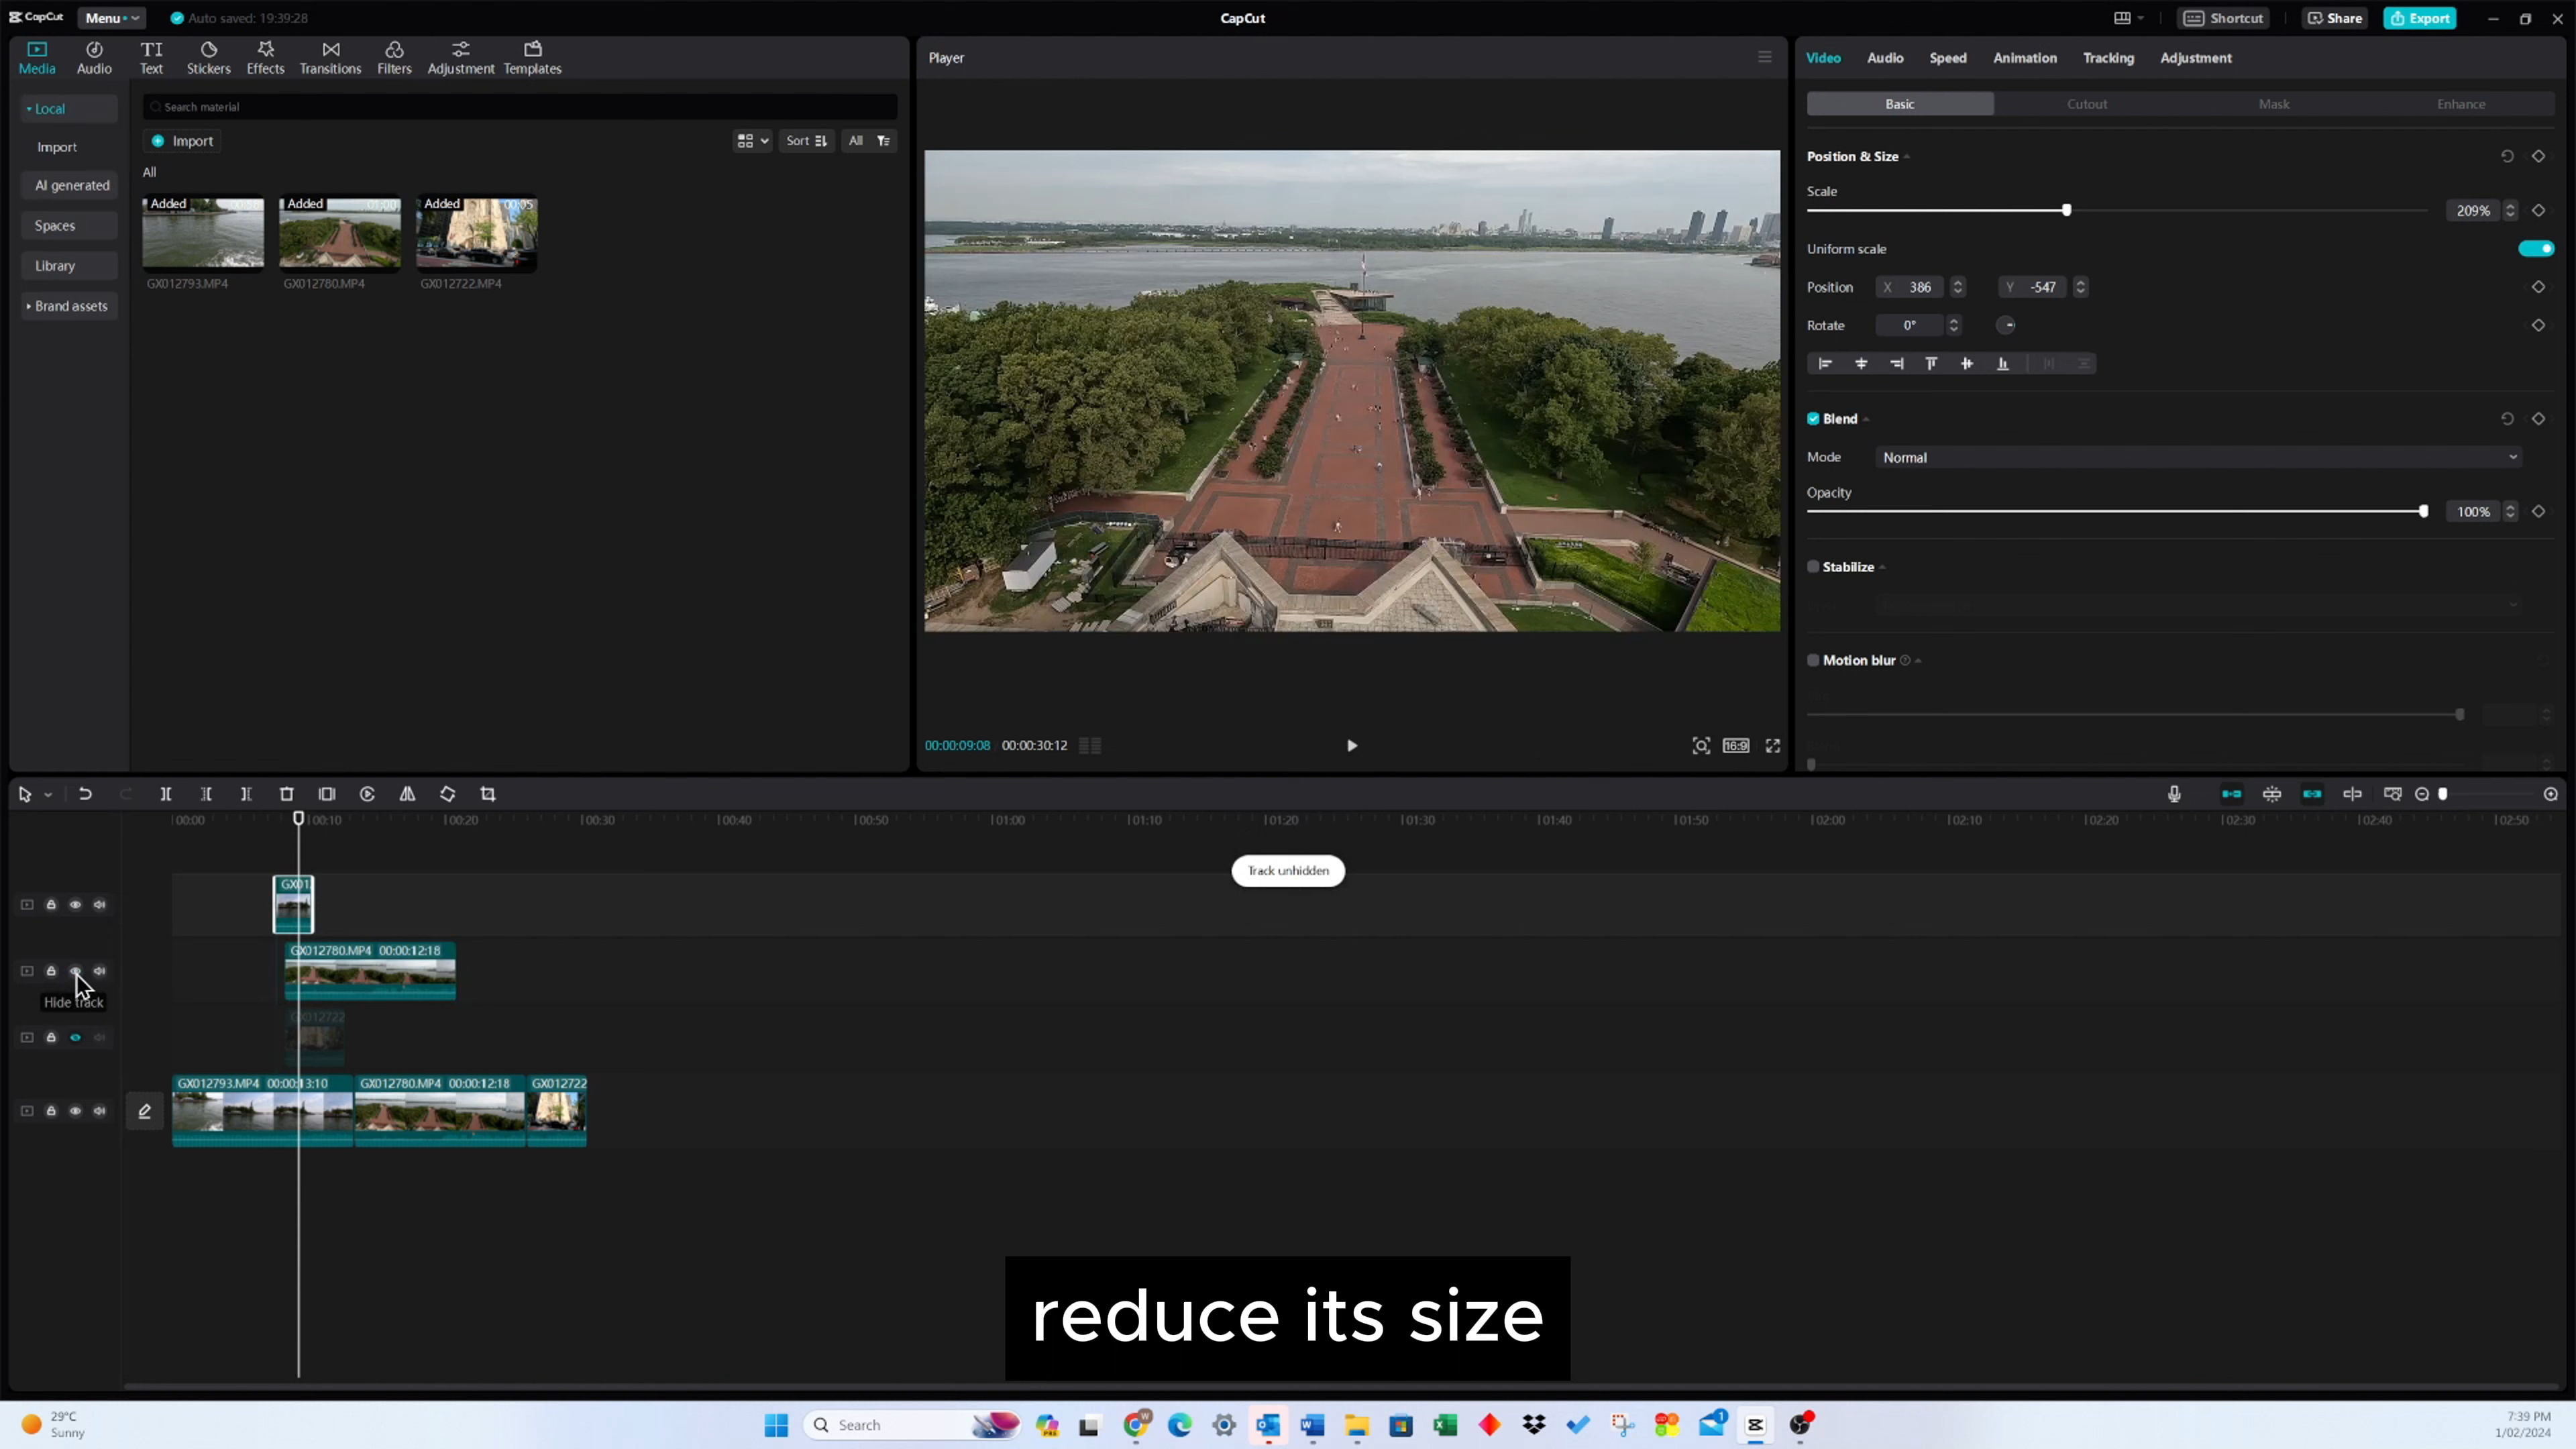 CapCut
Menu
Auto saved: 19:39:28
CapCut
Shortcut
Share
Export
Media
Audio
Text
Stickers
Effects
Transitions
Filters
Adjustment
Templates
Local
Import
AI generated
Spaces
Library
Brand assets
Search material
Import
Sort
All
All
Added
Added 01:00
Added 00:05
GX012793.MP4
GX012780.MP4
GX012722.MP4
Player
00:00:09:08 00:00:30:12
16:9
Video
Audio
Speed
Animation
Tracking
Adjustment
Basic
Cutout
Mask
Enhance
Position & Size
Scale
209%
Uniform scale
Position X 386 Y -547
Rotate 0°
Blend
Mode Normal
Opacity
100%
Stabilize
Motion blur
00:00 00:10 00:20 00:30 00:40 00:50 01:00 01:10 01:20 01:30 01:40 01:50 02:00 02:10 02:20 02:30 02:40 02:50
Track unhidden
GX01
GX012780.MP4 00:00:12:18
Hide track
GX012722
GX012793.MP4 00:00:13:10
GX012780.MP4 00:00:12:18
GX012722
reduce its size
29°C
Sunny
Search
7:39 PM
1/02/2024